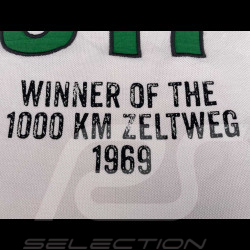 WINNER OF THE
1000 KM ZELTWEG
1969
SELECTION